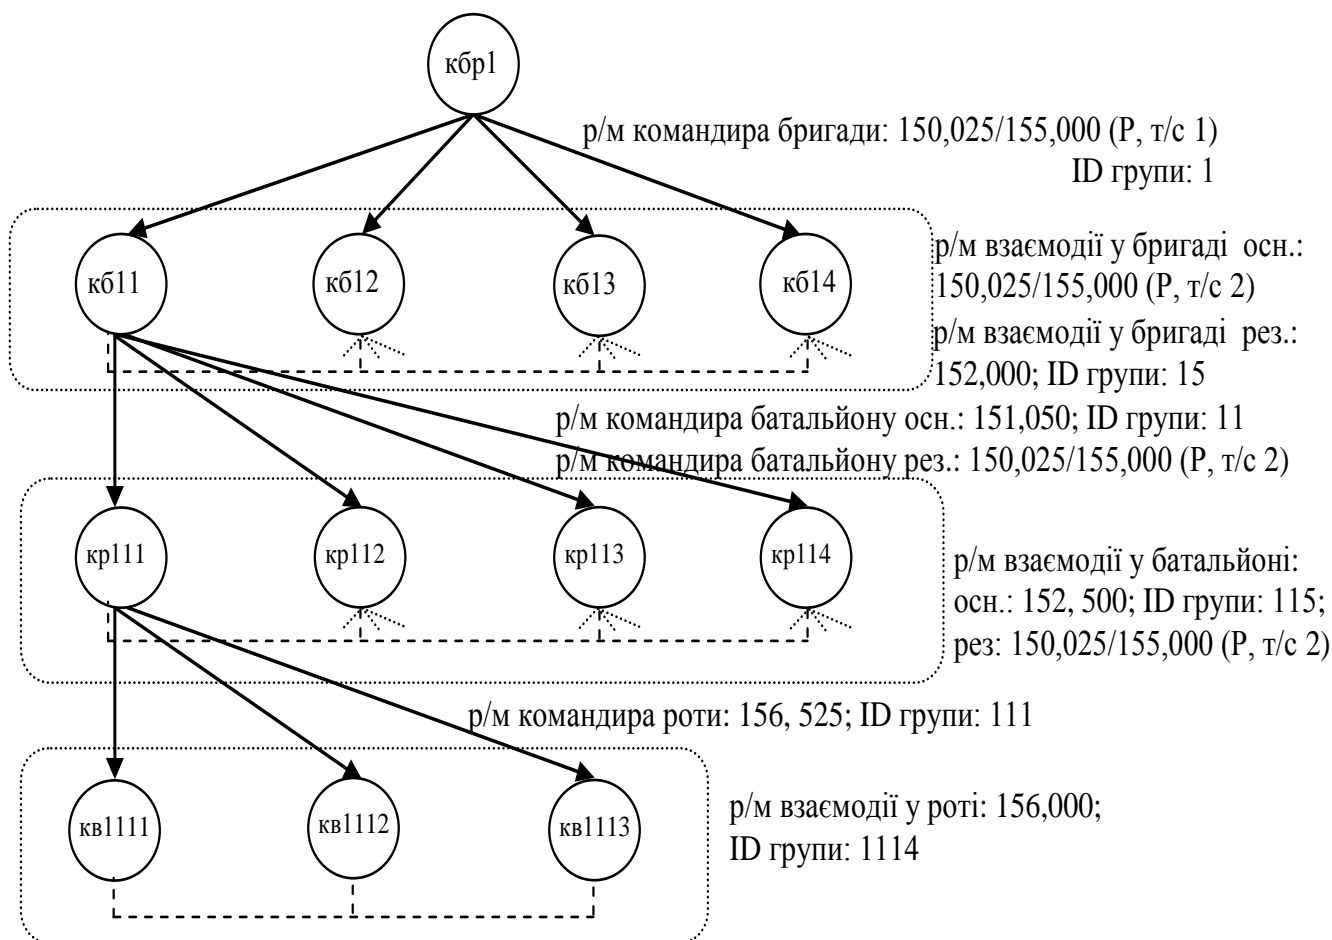 кбр1
р/м командира бригади: 150,025/155,000 (Р, т/с 1)
ID групи: 1
кб11
кб12
кб13
кб14
р/м взаємодії у бригаді осн.:
150,025/155,000 (Р, т/с 2)
р/м взаємодії у бригаді рез.:
152,000; ID групи: 15
р/м командира батальйону осн.: 151,050; ID групи: 11
р/м командира батальйону рез.: 150,025/155,000 (Р, т/с 2)
кр111
кр112
кр113
кр114
р/м взаємодії у батальйоні:
осн.: 152, 500; ID групи: 115;
рез: 150,025/155,000 (Р, т/с 2)
р/м командира роти: 156, 525; ID групи: 111
кв1111
кв1112
кв1113
р/м взаємодії у роті: 156,000;
ID групи: 1114